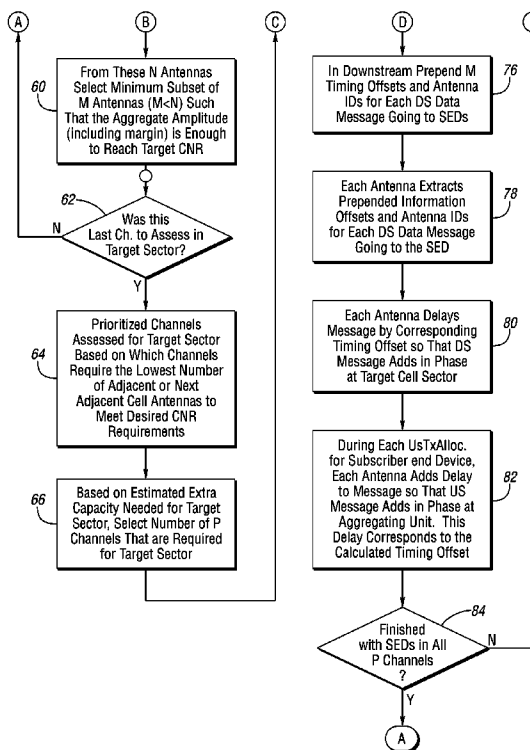 A
B
C
D
60
From These N Antennas
Select Minimum Subset of
M Antennas (M<N) Such
That the Aggregate Amplitude
(including margin) is Enough
to Reach Target CNR
62
Was this
Last Ch. to Assess in
Target Sector?
N
Y
64
Prioritized Channels
Assessed for Target Sector
Based on Which Channels
Require the Lowest Number
of Adjacent or Next
Adjacent Cell Antennas to
Meet Desired CNR
Requirements
66
Based on Estimated Extra
Capacity Needed for Target
Sector, Select Number of P
Channels That are Required
for Target Sector
76
In Downstream Prepend M
Timing Offsets and Antenna
IDs for Each DS Data
Message Going to SEDs
78
Each Antenna Extracts
Prepended Information
Offsets and Antenna IDs
for Each DS Data Message
Going to the SED
80
Each Antenna Delays
Message by Corresponding
Timing Offset so That DS
Message Adds in Phase
at Target Cell Sector
82
During Each UsTxAlloc.
for Subscriber end Device,
Each Antenna Adds Delay
to Message so That US
Message Adds in Phase at
Aggregating Unit. This
Delay Corresponds to the
Calculated Timing Offset
84
Finished
with SEDs in All
P Channels
?
N
Y
A